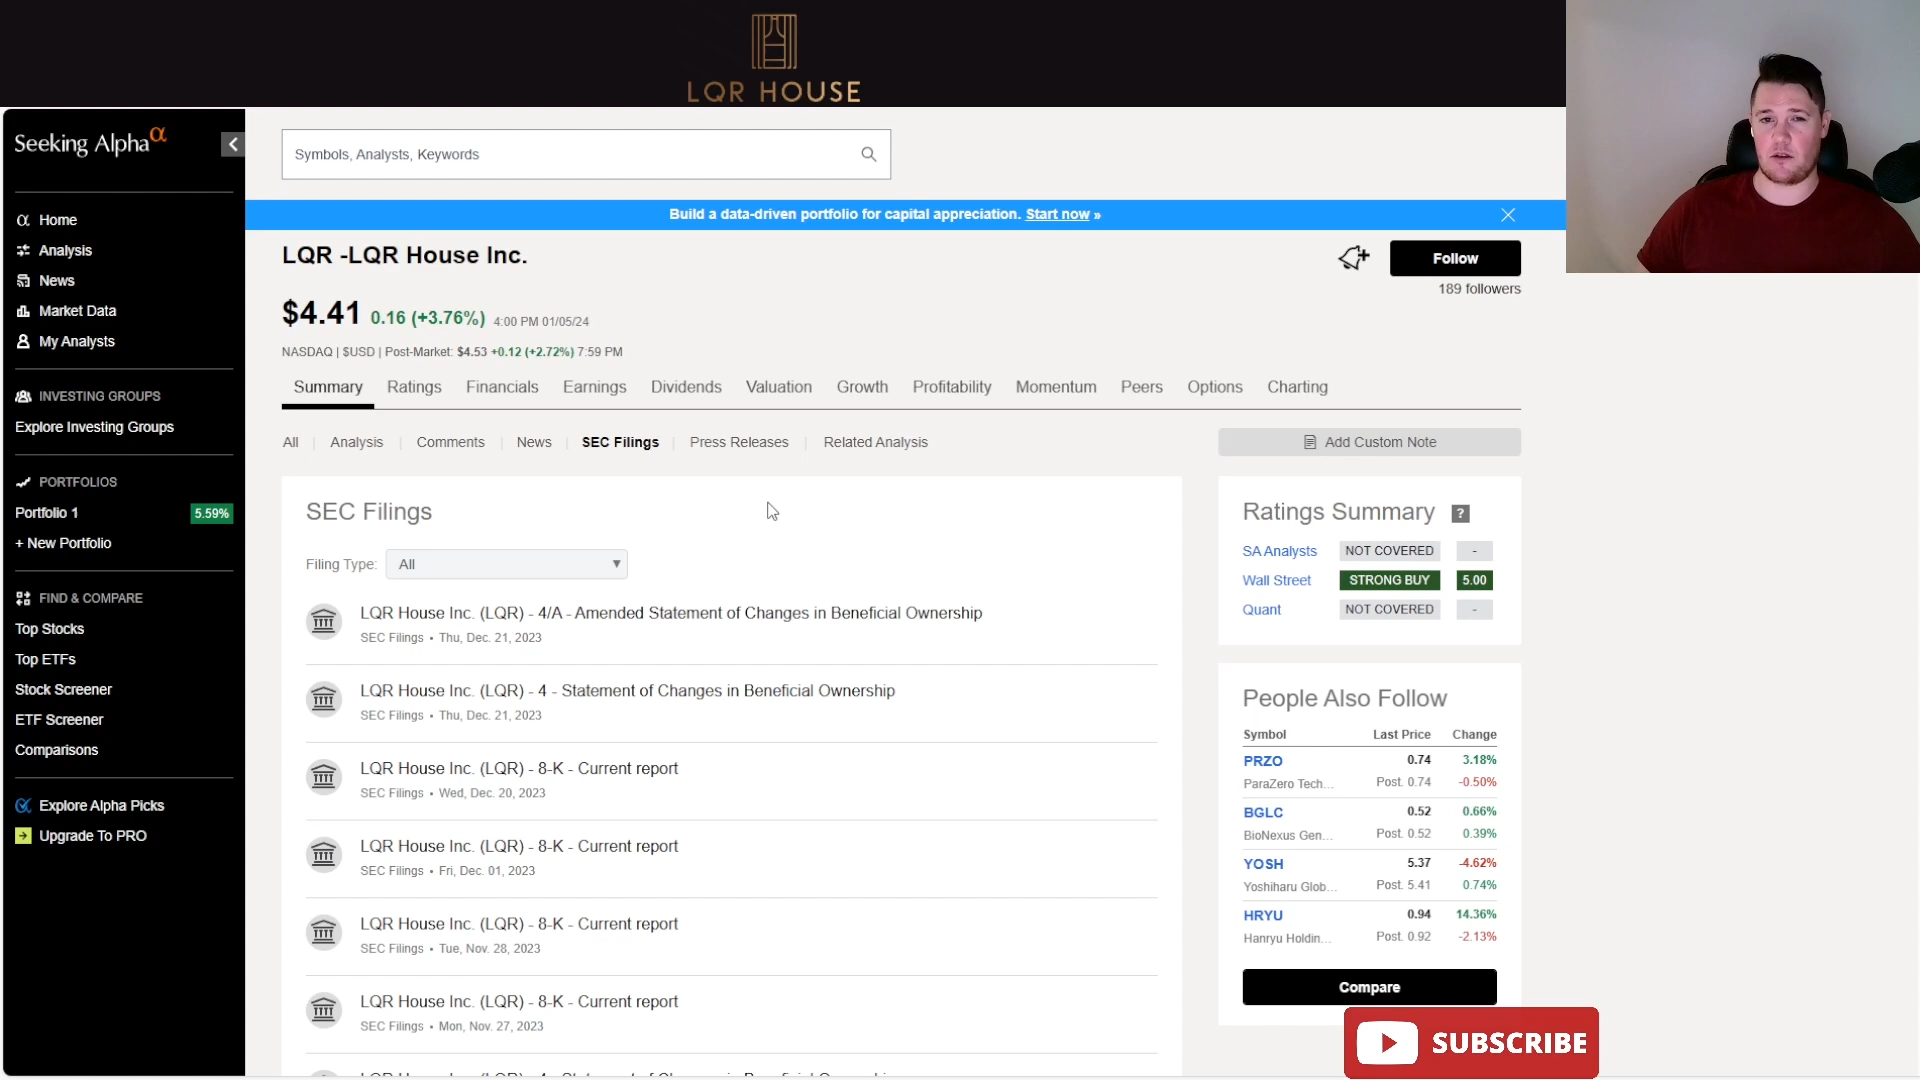 LQR HOUSE
Seeking Alpha α
Symbols, Analysts, Keywords
Build a data-driven portfolio for capital appreciation. Start now »
Home
Analysis
News
Market Data
My Analysts
INVESTING GROUPS
Explore Investing Groups
PORTFOLIOS
Portfolio 1 5.59%
+ New Portfolio
FIND & COMPARE
Top Stocks
Top ETFs
Stock Screener
ETF Screener
Comparisons
Explore Alpha Picks
Upgrade To PRO
LQR -LQR House Inc.
Follow
189 followers
$4.41 0.16 (+3.76%) 4:00 PM 01/05/24
NASDAQ | $USD | Post-Market: $4.53 +0.12 (+2.72%) 7:59 PM
Summary Ratings Financials Earnings Dividends Valuation Growth Profitability Momentum Peers Options Charting
All | Analysis | Comments | News | SEC Filings | Press Releases | Related Analysis
Add Custom Note
SEC Filings
Filing Type: All
LQR House Inc. (LQR) - 4/A - Amended Statement of Changes in Beneficial Ownership
SEC Filings • Thu, Dec. 21, 2023
LQR House Inc. (LQR) - 4 - Statement of Changes in Beneficial Ownership
SEC Filings • Thu, Dec. 21, 2023
LQR House Inc. (LQR) - 8-K - Current report
SEC Filings • Wed, Dec. 20, 2023
LQR House Inc. (LQR) - 8-K - Current report
SEC Filings • Fri, Dec. 01, 2023
LQR House Inc. (LQR) - 8-K - Current report
SEC Filings • Tue, Nov. 28, 2023
LQR House Inc. (LQR) - 8-K - Current report
SEC Filings • Mon, Nov. 27, 2023
Ratings Summary ?
SA Analysts NOT COVERED -
Wall Street STRONG BUY 5.00
Quant NOT COVERED -
People Also Follow
Symbol Last Price Change
PRZO 0.74 3.18%
ParaZero Tech... Post. 0.74 -0.50%
BGLC 0.52 0.66%
BioNexus Gen... Post. 0.52 0.39%
YOSH 5.37 -4.62%
Yoshiharu Glob... Post. 5.41 0.74%
HRYU 0.94 14.36%
Hanryu Holdin... Post. 0.92 -2.13%
Compare
SUBSCRIBE